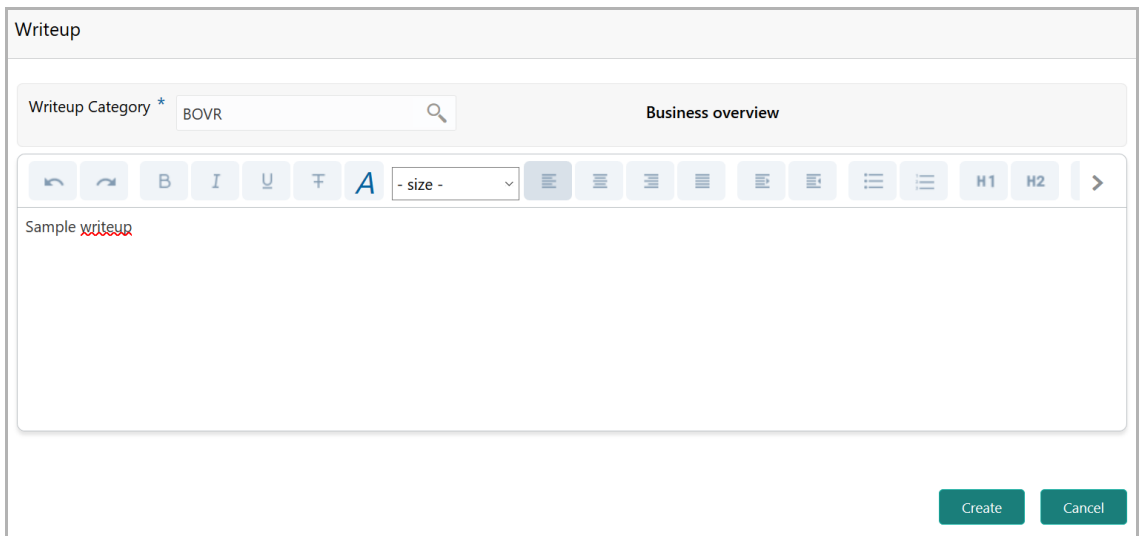 Writeup
Writeup Category * BOVR Business overview
B I U T A - size - H1 H2
Sample writeup
Create Cancel